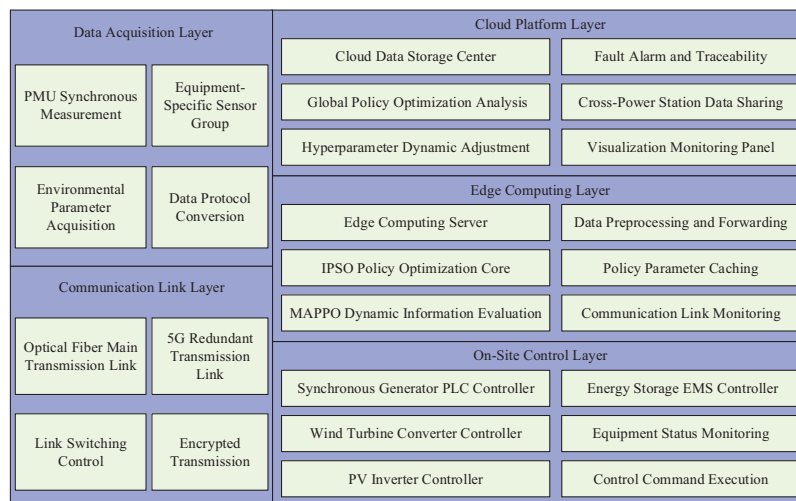 Data Acquisition Layer
PMU Synchronous
Measurement
Equipment-
Specific Sensor
Group
Environmental
Parameter
Acquisition
Data Protocol
Conversion
Communication Link Layer
Optical Fiber Main
Transmission Link
5G Redundant
Transmission
Link
Link Switching
Control
Encrypted
Transmission
Cloud Platform Layer
Cloud Data Storage Center
Fault Alarm and Traceability
Global Policy Optimization Analysis
Cross-Power Station Data Sharing
Hyperparameter Dynamic Adjustment
Visualization Monitoring Panel
Edge Computing Layer
Edge Computing Server
Data Preprocessing and Forwarding
IPSO Policy Optimization Core
Policy Parameter Caching
MAPPO Dynamic Information Evaluation
Communication Link Monitoring
On-Site Control Layer
Synchronous Generator PLC Controller
Energy Storage EMS Controller
Wind Turbine Converter Controller
Equipment Status Monitoring
PV Inverter Controller
Control Command Execution